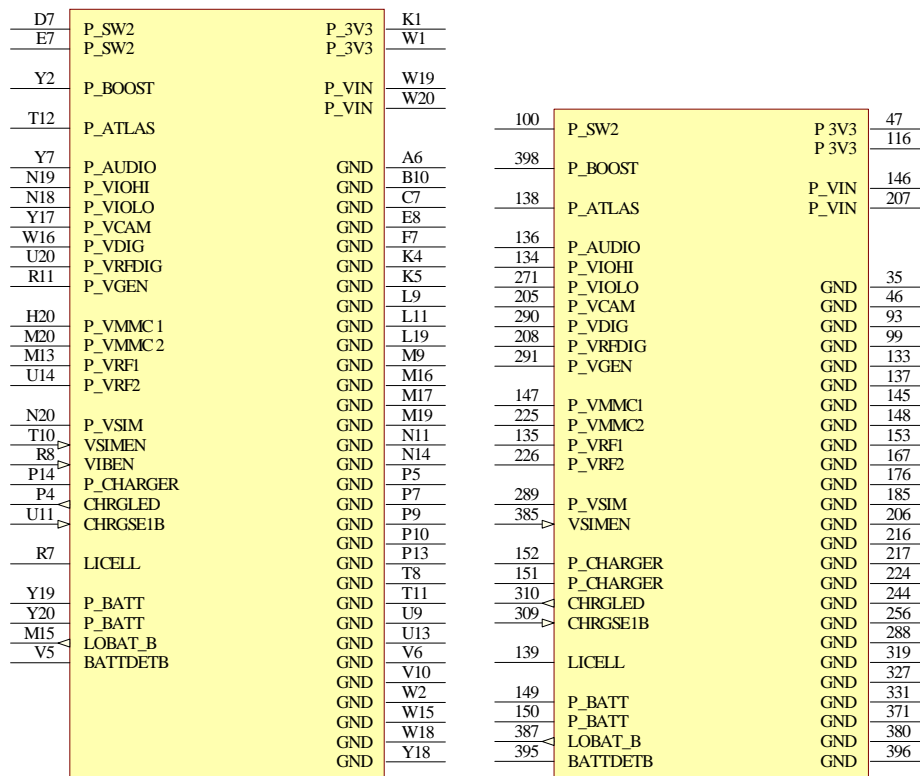 D7 P_SW2 P_3V3 K1
E7 P_SW2 P_3V3 W1
Y2 P_BOOST P_VIN W19
P_VIN W20
T12 P_ATLAS
Y7 P_AUDIO GND A6
N19 P_VIOHI GND B10
N18 P_VIOLO GND C7
Y17 P_VCAM GND E8
W16 P_VDIG GND F7
U20 P_VRFDIG GND K4
R11 P_VGEN GND K5
GND L9
H20 P_VMMC1 GND L11
M20 P_VMMC2 GND L19
M13 P_VRF1 GND M9
U14 P_VRF2 GND M16
GND M17
N20 P_VSIM GND M19
T10 VSIMEN GND N11
R8 VIBEN GND N14
P14 P_CHARGER GND P5
P4 CHRGLED GND P7
U11 CHRGSE1B GND P9
GND P10
R7 LICELL GND P13
GND T8
Y19 P_BATT GND T11
Y20 P_BATT GND U9
M15 LOBAT_B GND U13
V5 BATTDETB GND V6
GND V10
GND W2
GND W15
GND W18
GND Y18
100 P_SW2 P 3V3 47
P 3V3 116
398 P_BOOST
P_VIN 146
138 P_ATLAS P_VIN 207
136 P_AUDIO
134 P_VIOHI
271 P_VIOLO GND 35
205 P_VCAM GND 46
290 P_VDIG GND 93
208 P_VRFDIG GND 99
291 P_VGEN GND 133
GND 137
147 P_VMMC1 GND 145
225 P_VMMC2 GND 148
135 P_VRF1 GND 153
226 P_VRF2 GND 167
GND 176
289 P_VSIM GND 185
385 VSIMEN GND 206
GND 216
152 P_CHARGER GND 217
151 P_CHARGER GND 224
310 CHRGLED GND 244
309 CHRGSE1B GND 256
GND 288
139 LICELL GND 319
GND 327
149 P_BATT GND 331
150 P_BATT GND 371
387 LOBAT_B GND 380
395 BATTDETB GND 396